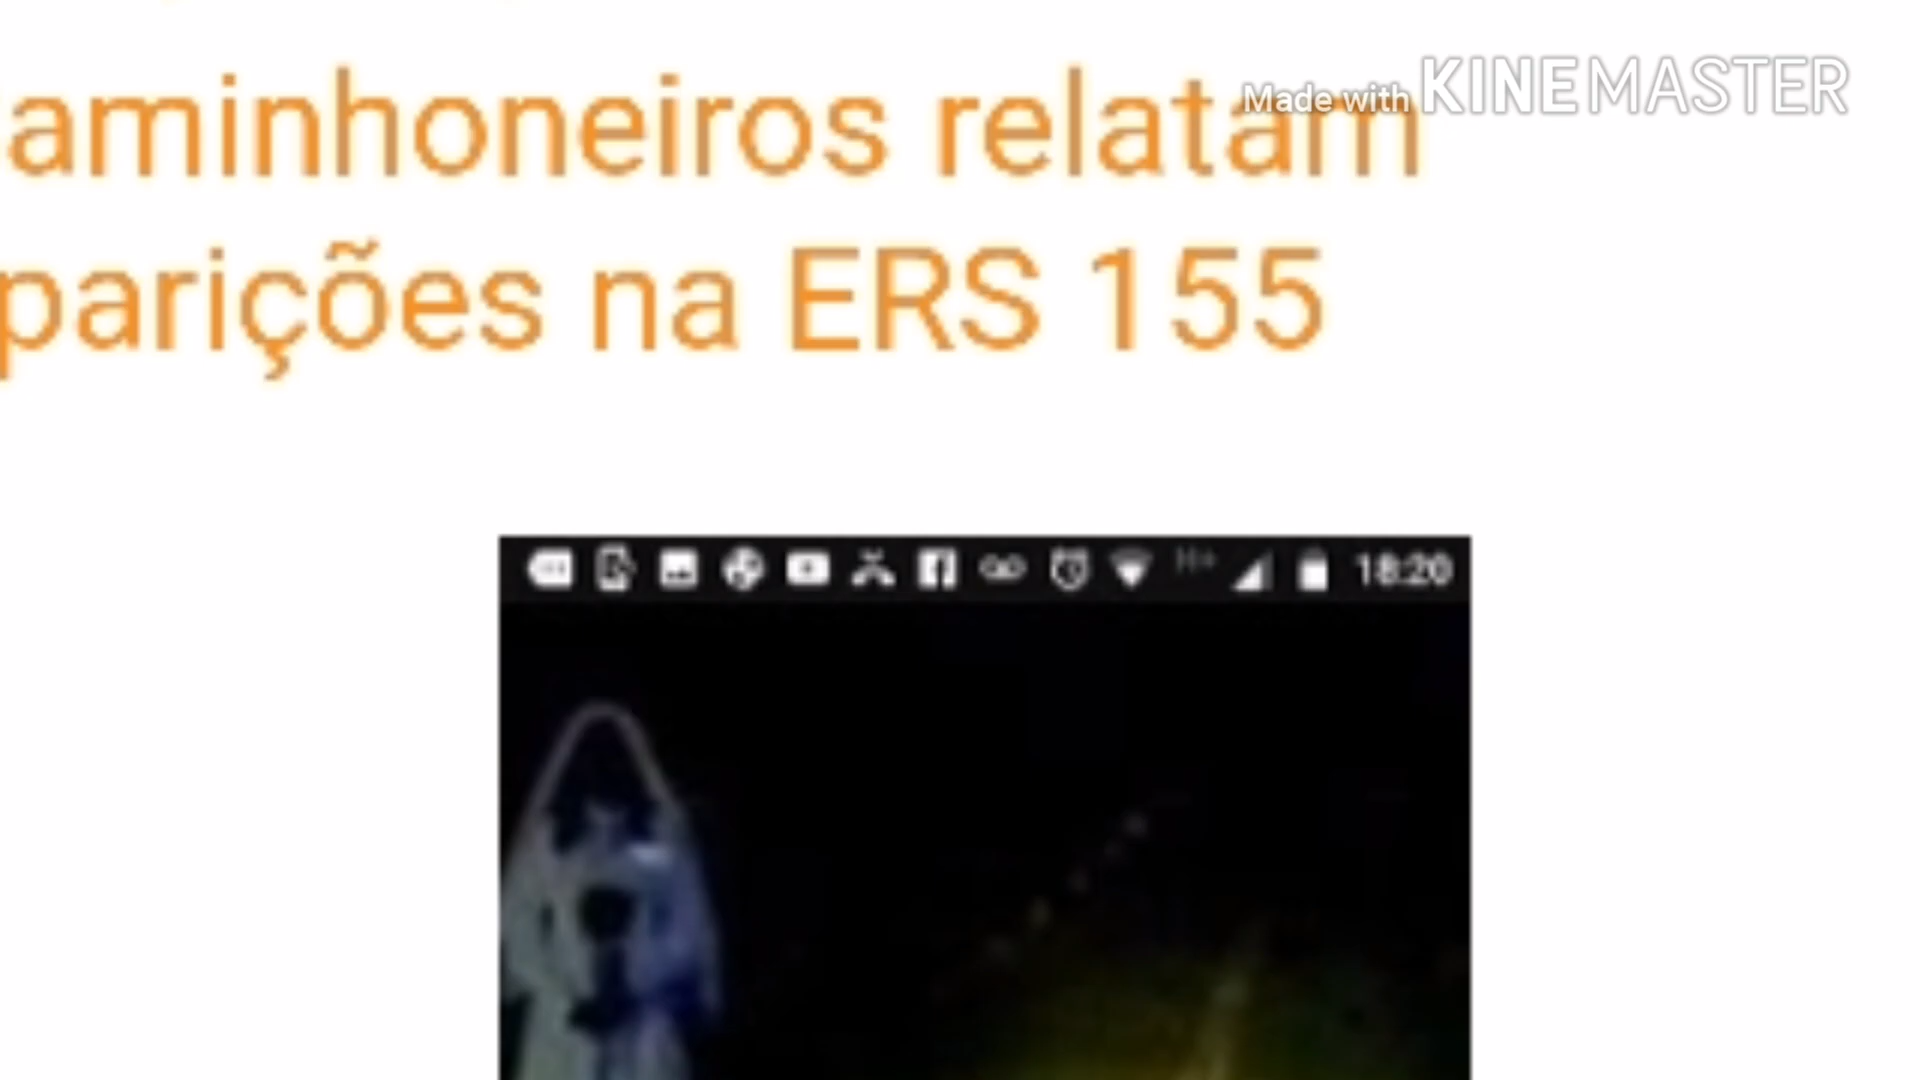 aminhoneiros relatam
Made with KINEMASTER
parições na ERS 155
H+
18:20